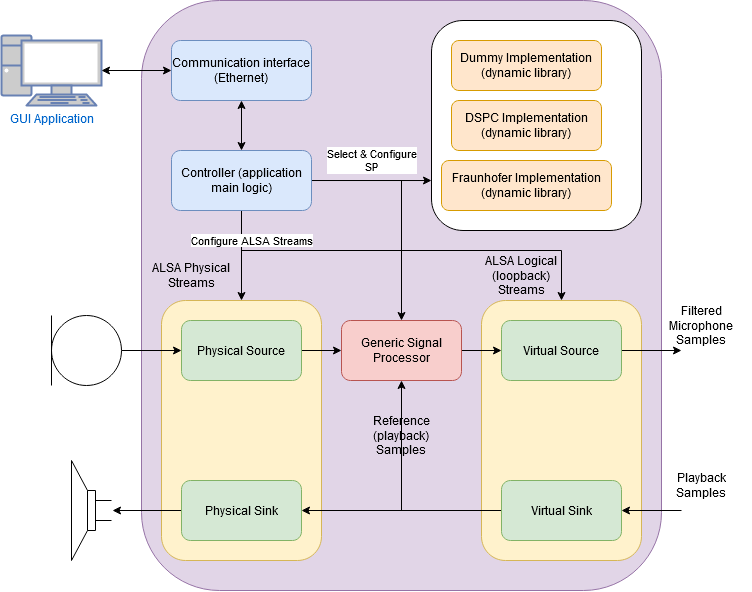 Communication interface
(Ethernet)
GUI Application
Dummy Implementation
(dynamic library)
DSPC Implementation
(dynamic library)
Fraunhofer Implementation
(dynamic library)
Select & Configure
SP
Controller (application
main logic)
Configure ALSA Streams
ALSA Physical
Streams
ALSA Logical
(loopback)
Streams
Physical Source
Generic Signal
Processor
Virtual Source
Filtered
Microphone
Samples
Reference
(playback)
Samples
Physical Sink
Virtual Sink
Playback
Samples